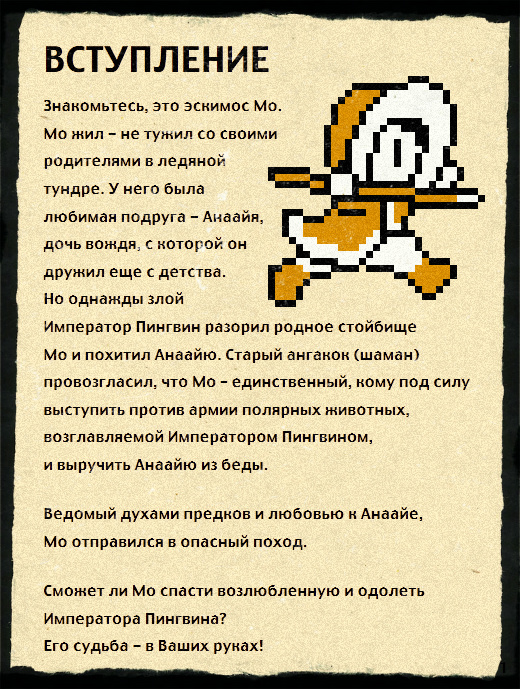 ВСТУПЛЕНИЕ
Знакомьтесь, это эскимос Мо.
Мо жил – не тужил со своими
родителями в ледяной
тундре. У него была
любимая подруга – Анаайя,
дочь вождя, с которой он
дружил еще с детства.
Но однажды злой
Император Пингвин разорил родное стойбище
Мо и похитил Анаайю. Старый ангакок (шаман)
провозгласил, что Мо – единственный, кому под силу
выступить против армии полярных животных,
возглавляемой Императором Пингвином,
и выручить Анаайю из беды.
Ведомый духами предков и любовью к Анаайе,
Мо отправился в опасный поход.
Сможет ли Мо спасти возлюбленную и одолеть
Императора Пингвина?
Его судьба – в Ваших руках!